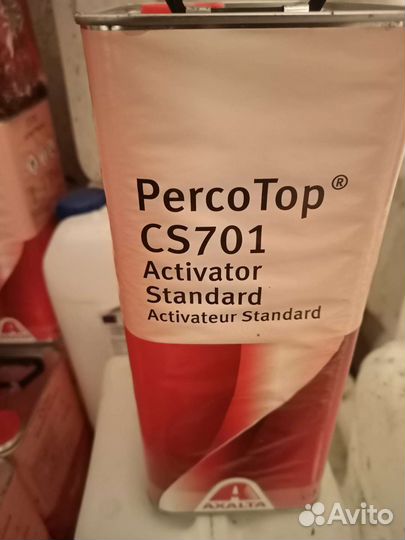 PercoTop®
CS701
Activator
Standard
Activateur Standard
AXALTA
Avito